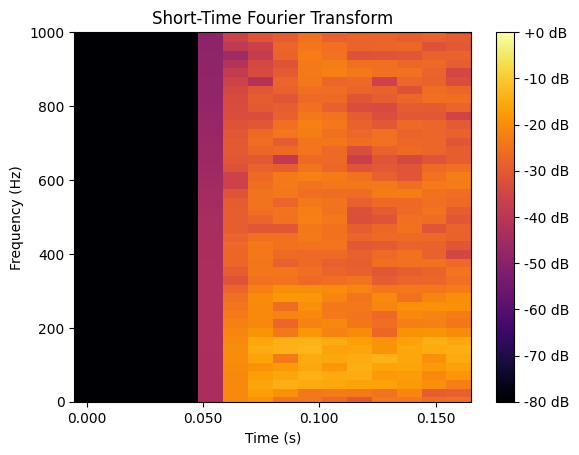 Short-Time Fourier Transform
1000
800
600
400
200
0
Frequency (Hz)
0.000
0.050
0.100
0.150
Time (s)
+0 dB
-10 dB
-20 dB
-30 dB
-40 dB
-50 dB
-60 dB
-70 dB
-80 dB